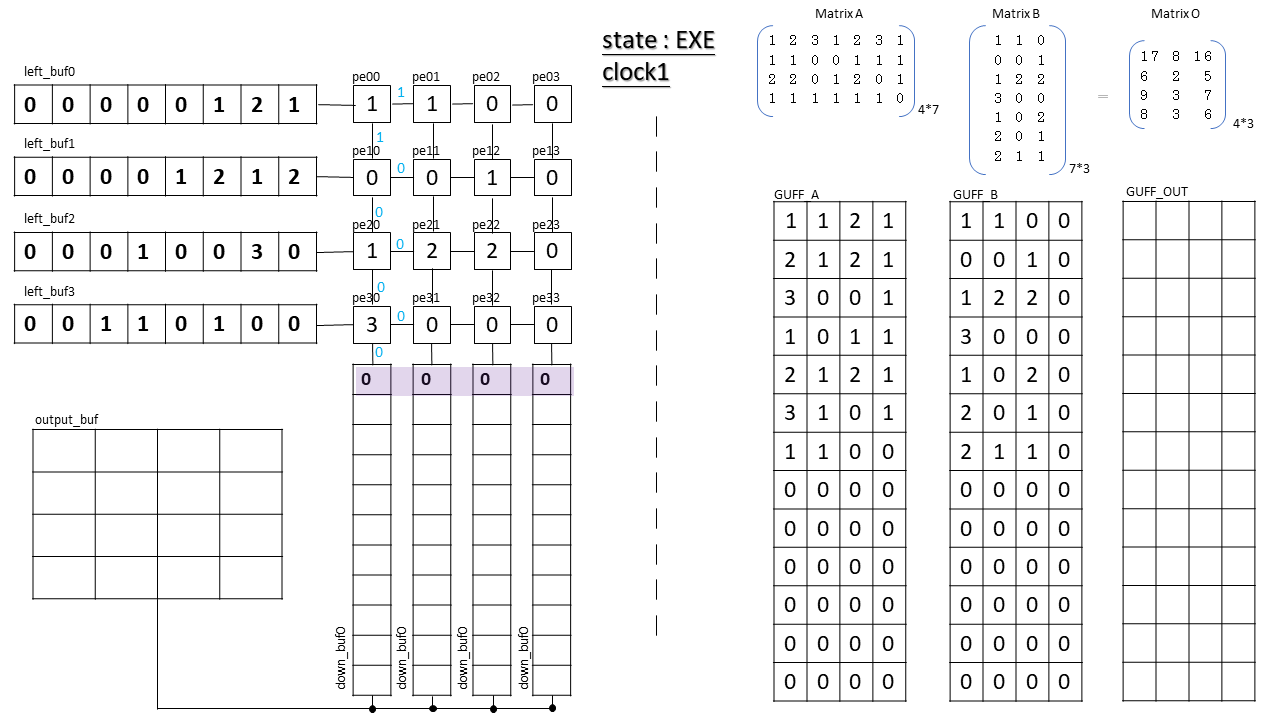 state : EXE
clock1
Matrix A
1 2 3 1 2 3 1
1 1 0 0 1 1 1
2 2 0 1 2 0 1
1 1 1 1 1 1 0
4*7
Matrix B
1 1 0
0 0 1
1 2 2
3 0 0
1 0 2
2 0 1
2 1 1
7*3
=
Matrix O
17 8 16
6 2 5
9 3 7
8 3 6
4*3
left_buf0
0 0 0 0 0 1 2 1
left_buf1
0 0 0 0 1 2 1 2
left_buf2
0 0 0 1 0 0 3 0
left_buf3
0 0 1 1 0 1 0 0
pe00 pe01 pe02 pe03
1 1 1 0 0
1
pe10 pe11 pe12 pe13
0 0 0 1 0
0
pe20 pe21 pe22 pe23
1 0 2 2 0
0
pe30 pe31 pe32 pe33
3 0 0 0 0
0
0 0 0 0
down_buf0 down_buf0 down_buf0 down_buf0
output_buf
GUFF_A
1 1 2 1
2 1 2 1
3 0 0 1
1 0 1 1
2 1 2 1
3 1 0 1
1 1 0 0
0 0 0 0
0 0 0 0
0 0 0 0
0 0 0 0
0 0 0 0
0 0 0 0
GUFF_B
1 1 0 0
0 0 1 0
1 2 2 0
3 0 0 0
1 0 2 0
2 0 1 0
2 1 1 0
0 0 0 0
0 0 0 0
0 0 0 0
0 0 0 0
0 0 0 0
0 0 0 0
GUFF_OUT